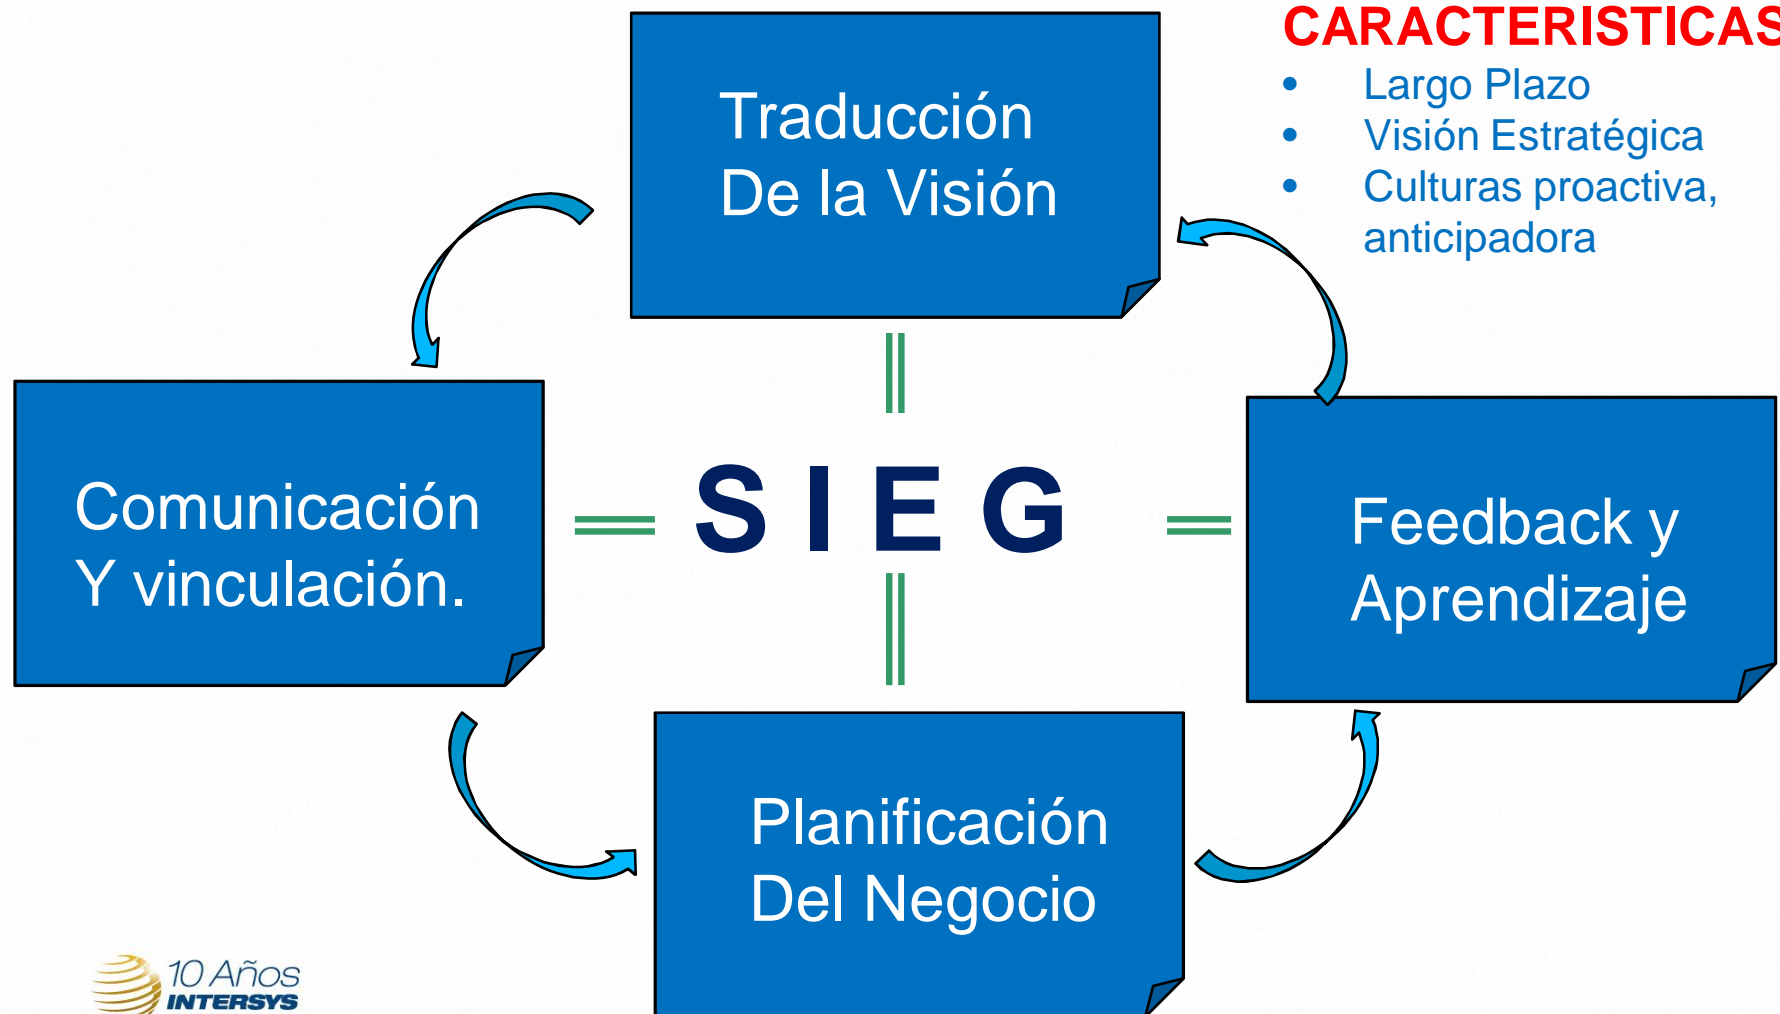 CARACTERISTICAS
• Largo Plazo
• Visión Estratégica
• Culturas proactiva,
anticipadora
Traducción
De la Visión
Comunicación
Y vinculación.
S I E G
Feedback y
Aprendizaje
Planificación
Del Negocio
10 Años
INTERSYS